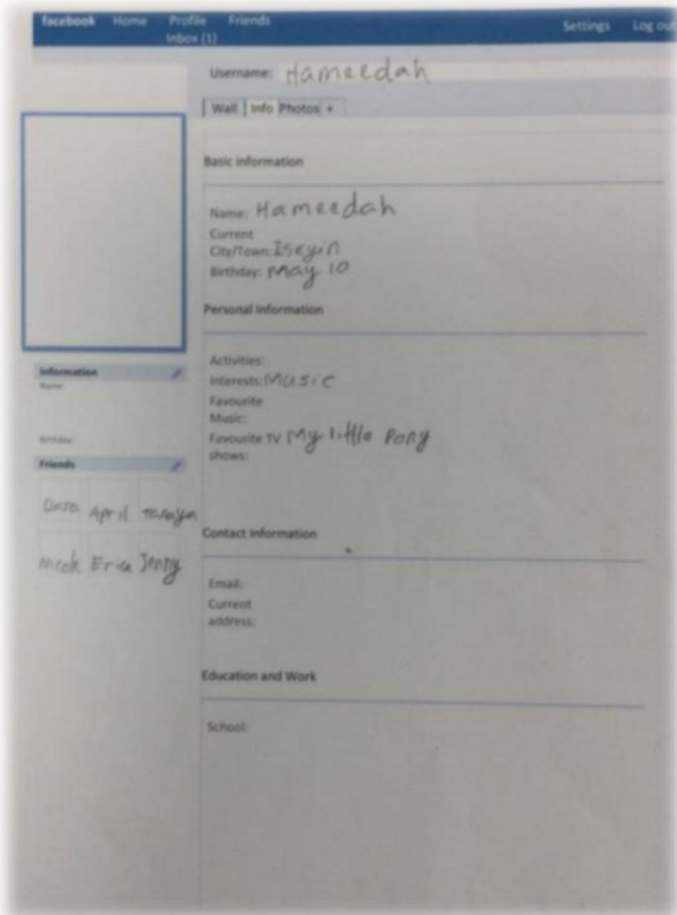 facebook Home Profile Friends Settings Log out
Inbox (1)
Username: Hameedah
Wall Info Photos +
Basic Information
Name: Hameedah
Current
City/Town: Iseyin
Birthday: May 10
Personal Information
Activities:
Interests: Music
Favourite
Music:
Favourite TV My little Pony
shows:
Information
Name:
Birthday:
Friends
April
Erica Jenny
Contact Information
Email:
Current
address:
Education and Work
School: